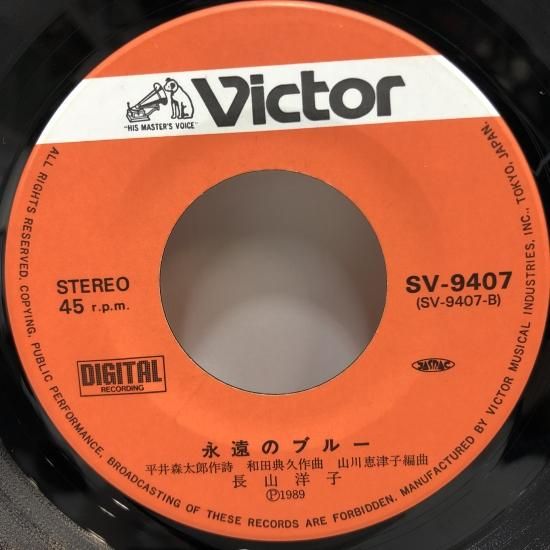 Victor
"HIS MASTER'S VOICE"
STEREO
45 r.p.m.
SV-9407
(SV-9407-B)
DIGITAL
RECORDING
JASRAC
永遠のブルー
平井森太郎作詩 和田典久作曲 山川恵津子編曲
長山洋子
Ⓟ1989
ALL RIGHTS RESERVED. COPYING, PUBLIC PERFORMANCE, BROADCASTING OF THESE RECORDS ARE FORBIDDEN. MANUFACTURED BY VICTOR MUSICAL INDUSTRIES, INC., TOKYO, JAPAN.